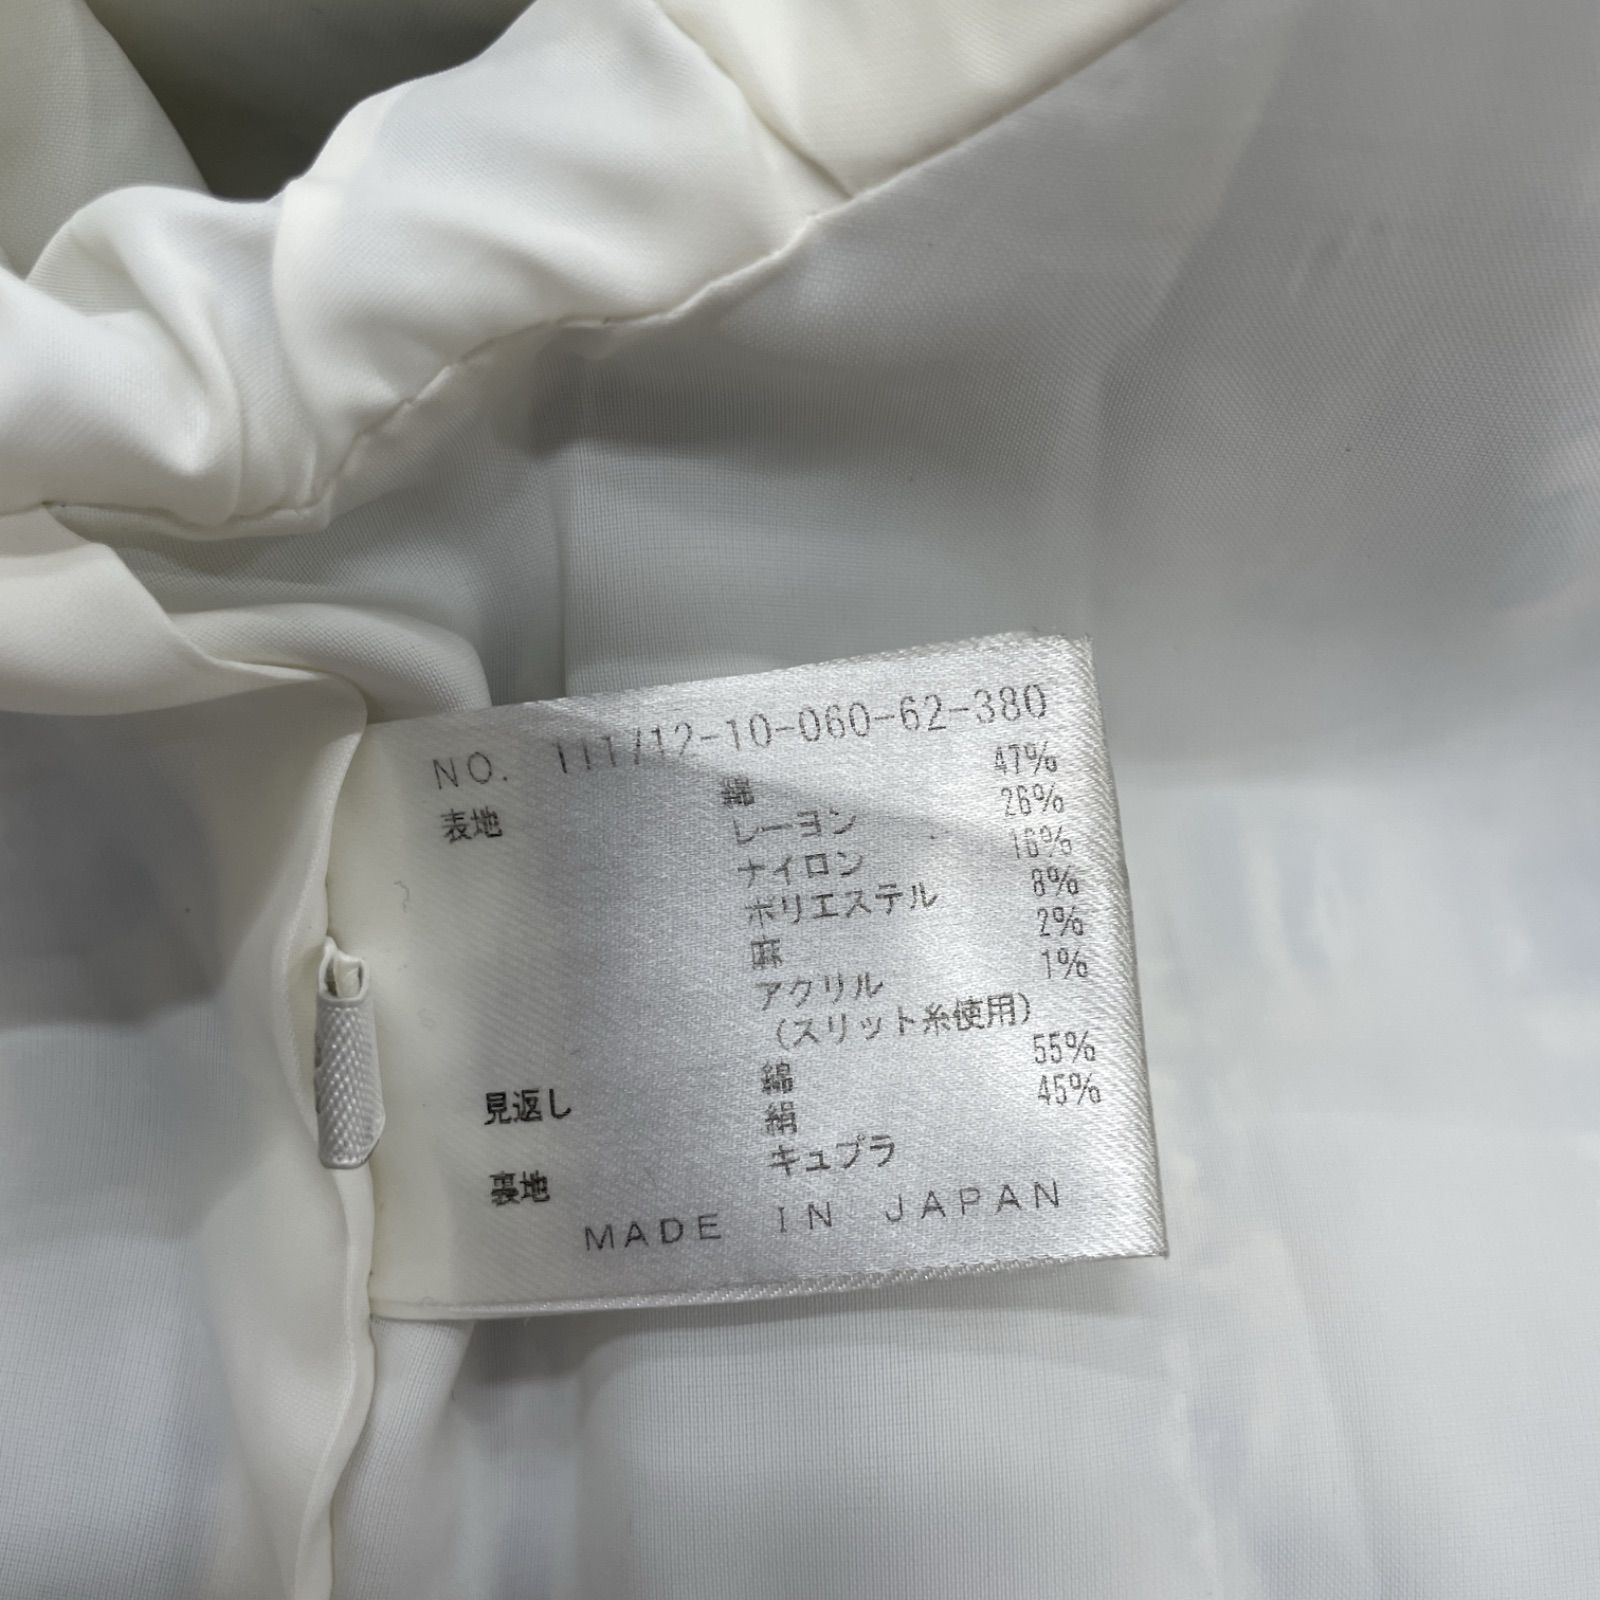 NO. 111/12-10-060-62-380
表地 綿 47%
レーヨン 26%
ナイロン 16%
ポリエステル 8%
麻 2%
アクリル 1%
(スリット糸使用)
見返し 綿 55%
絹 45%
裏地 キュプラ
MADE IN JAPAN